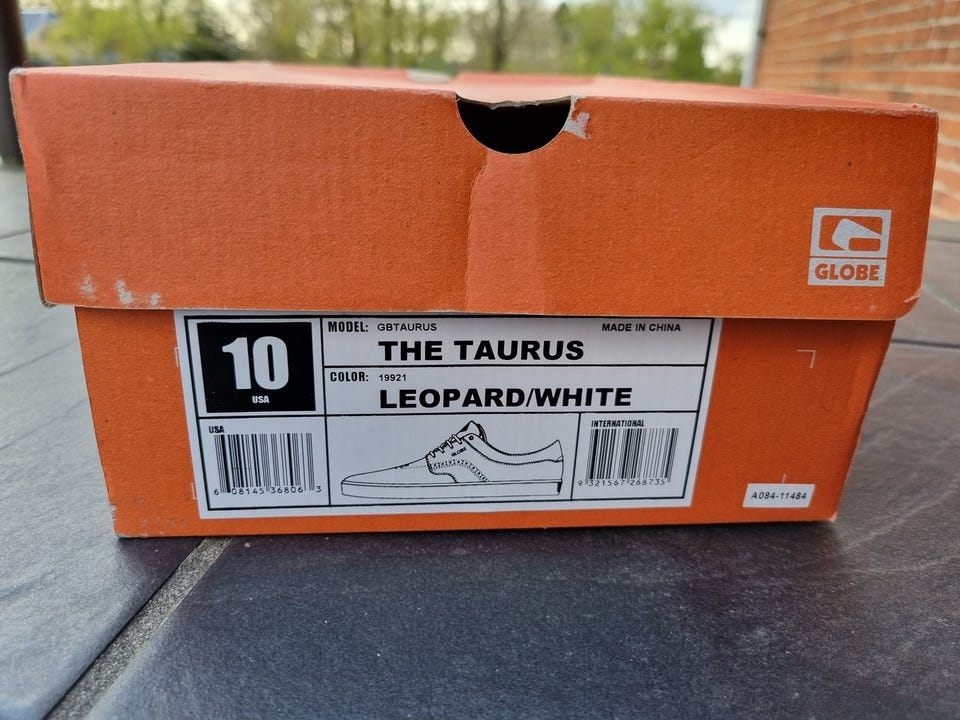 GLOBE
10
USA
MODEL: GBTAURUS
MADE IN CHINA
THE TAURUS
COLOR: 19921
LEOPARD/WHITE
USA
6 08145 36806 3
GLOBE
INTERNATIONAL
9 321567 268735
A084-11484